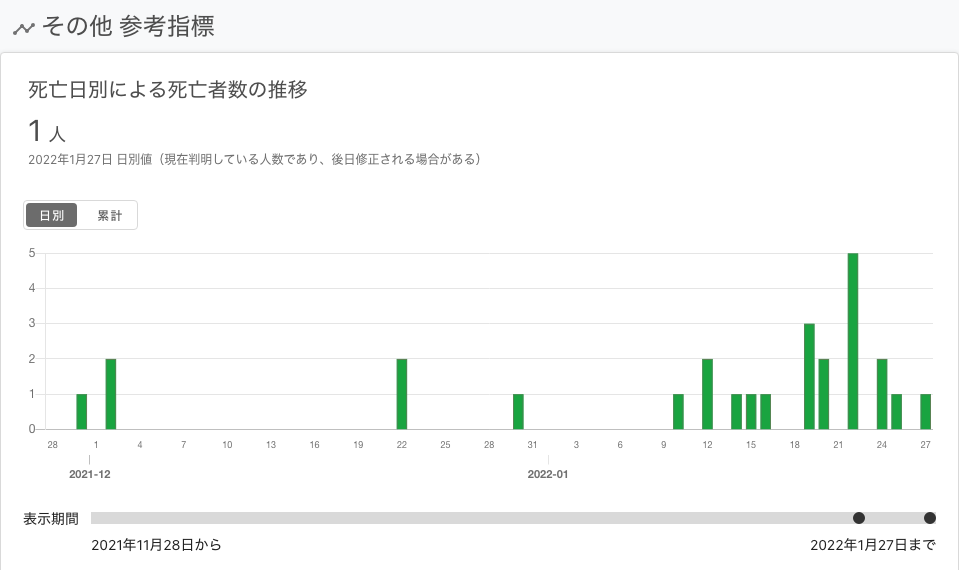 その他 参考指標
死亡日別による死亡者数の推移
1 人
2022年1月27日 日別値（現在判明している人数であり、後日修正される場合がある）
日別 累計
5
4
3
2
1
0
28 1 4 7 10 13 16 19 22 25 28 31 3 6 9 12 15 18 21 24 27
2021-12 2022-01
表示期間
2021年11月28日から 2022年1月27日まで